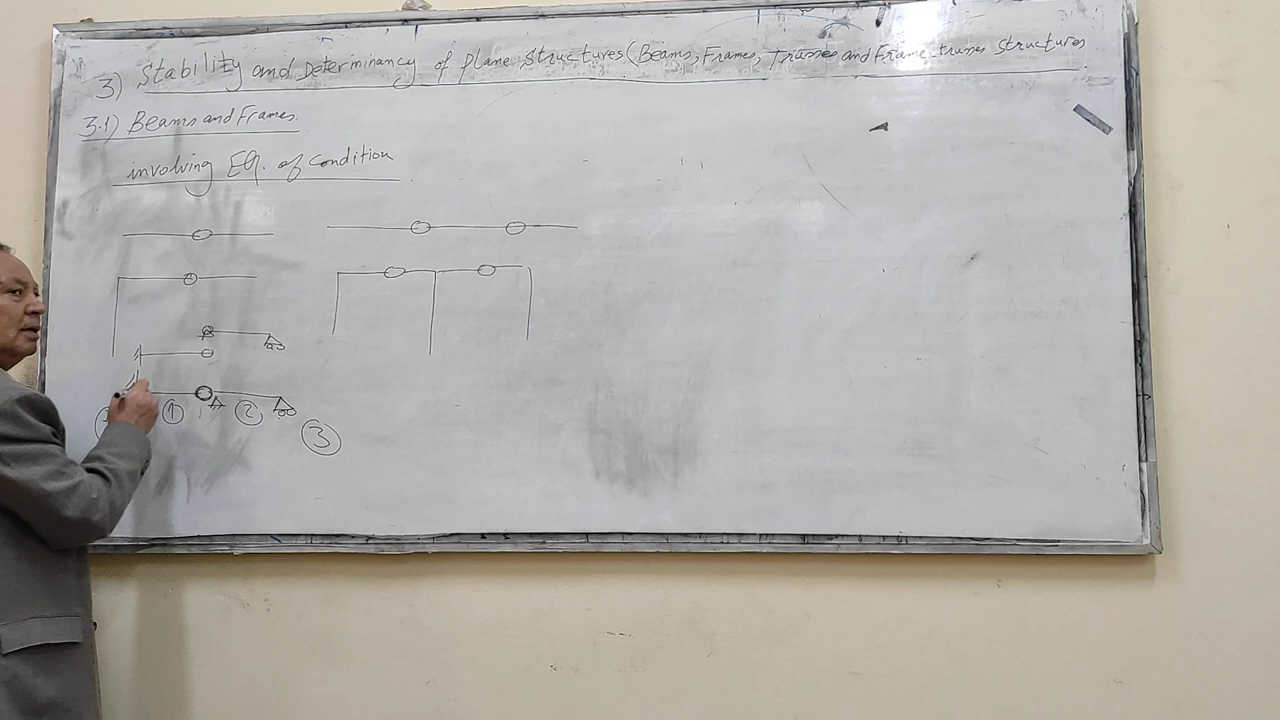 3) Stability and Determinancy of plane structures (Beams, Frames, Trusses and Frame-trusses structures
3.1) Beams and Frames.
involving EQ. of Condition
1 2
3